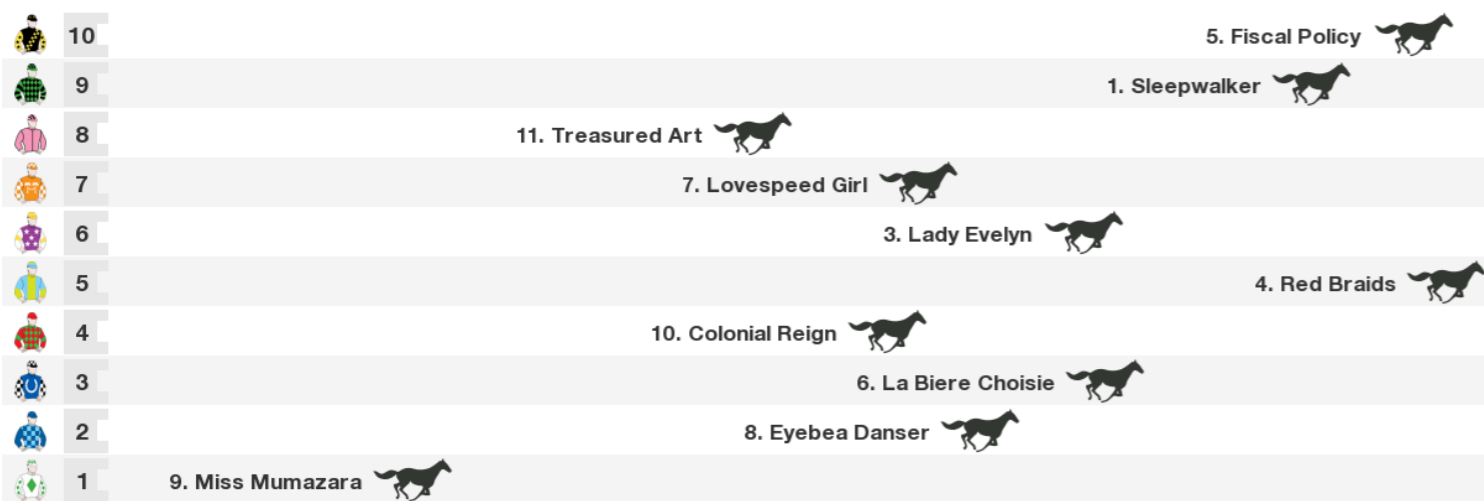 10 5. Fiscal Policy
9 1. Sleepwalker
8 11. Treasured Art
7 7. Lovespeed Girl
6 3. Lady Evelyn
5 4. Red Braids
4 10. Colonial Reign
3 6. La Biere Choisie
2 8. Eyebea Danser
1 9. Miss Mumazara